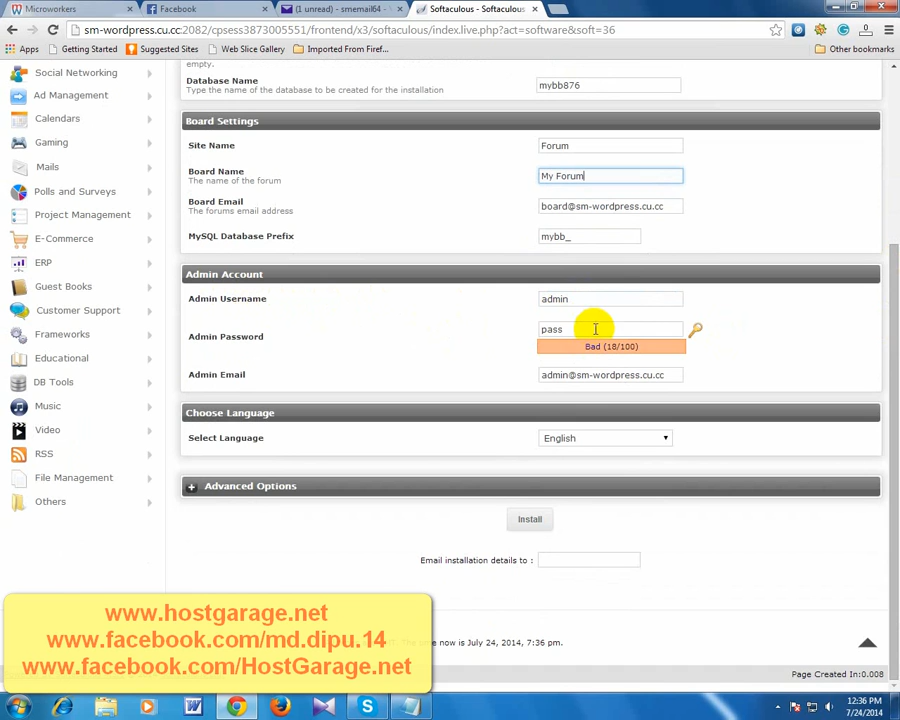 Microworkers
Facebook
(1 unread) - smemail64 -
Softaculous - Softaculous
sm-wordpress.cu.cc:2082/cpsess3873005551/frontend/x3/softaculous/index.live.php?act=software&soft=36
Apps
Getting Started
Suggested Sites
Web Slice Gallery
Imported From Firef...
Other bookmarks
Social Networking
Ad Management
Calendars
Gaming
Mails
Polls and Surveys
Project Management
E-Commerce
ERP
Guest Books
Customer Support
Frameworks
Educational
DB Tools
Music
Video
RSS
File Management
Others
empty.
Database Name
Type the name of the database to be created for the installation
mybb876
Board Settings
Site Name
Forum
Board Name
The name of the forum
My Forum
Board Email
The forums email address
board@sm-wordpress.cu.cc
MySQL Database Prefix
mybb_
Admin Account
Admin Username
admin
Admin Password
pass
Bad (18/100)
Admin Email
admin@sm-wordpress.cu.cc
Choose Language
Select Language
English
Advanced Options
Install
Email installation details to :
now is July 24, 2014, 7:36 pm.
Page Created In:0.008
www.hostgarage.net
www.facebook.com/md.dipu.14
www.facebook.com/HostGarage.net
12:36 PM
7/24/2014